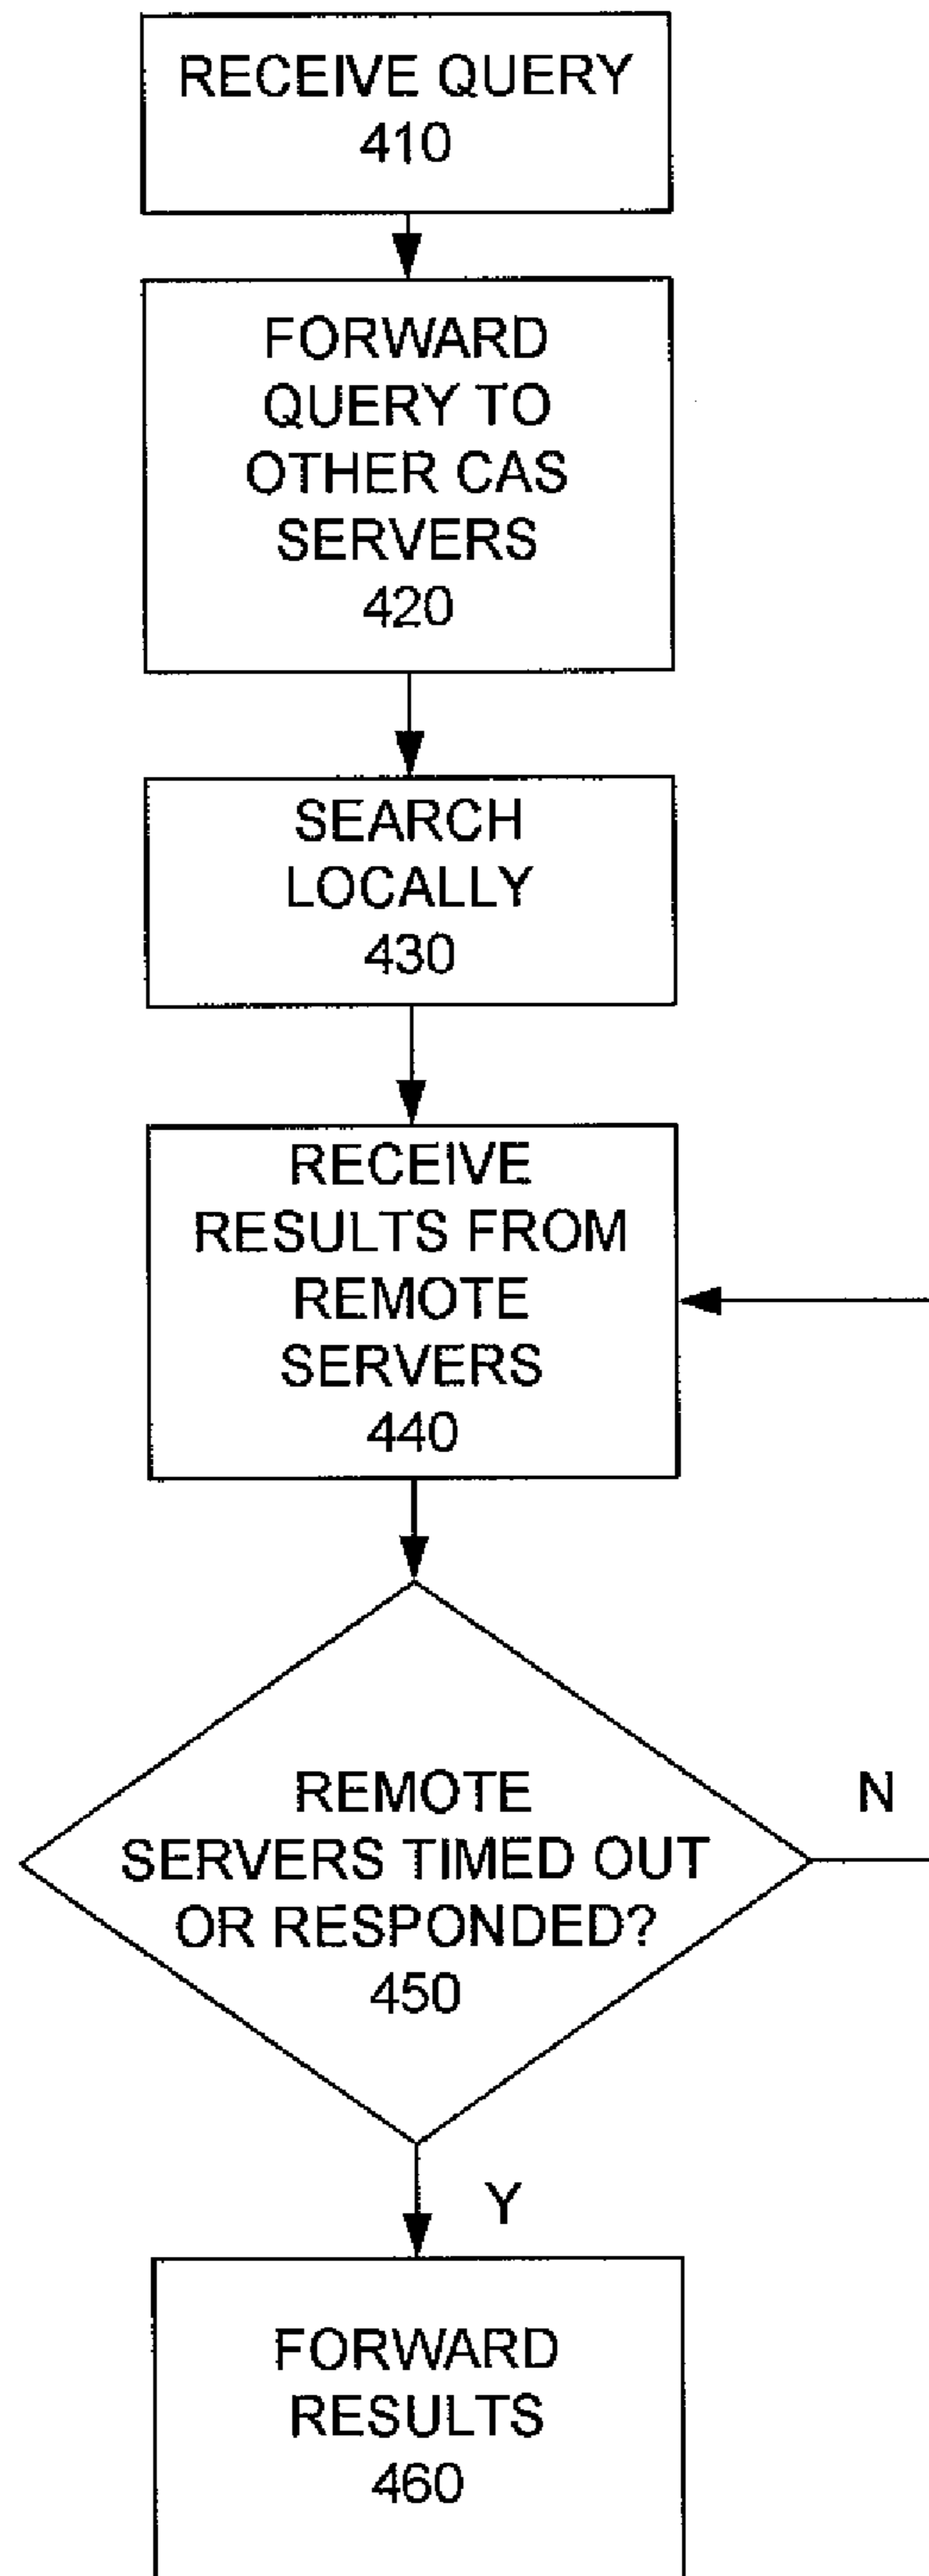 RECEIVE QUERY
410
FORWARD
QUERY TO
OTHER CAS
SERVERS
420
SEARCH
LOCALLY
430
RECEIVE
RESULTS FROM
REMOTE
SERVERS
440
REMOTE
SERVERS TIMED OUT
OR RESPONDED?
450
N
Y
FORWARD
RESULTS
460